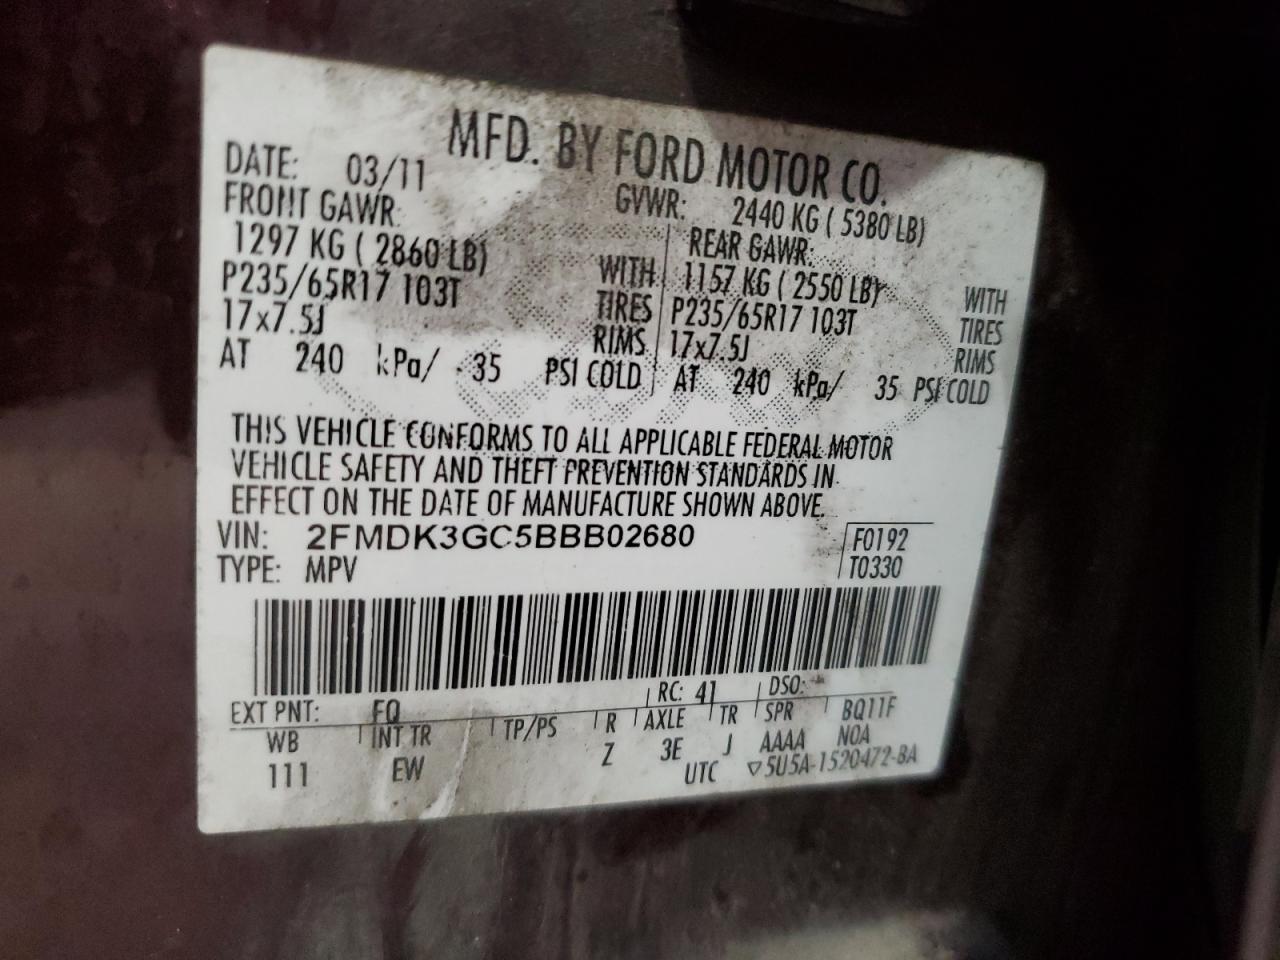 MFD. BY FORD MOTOR CO.
DATE: 03/11 GVWR: 2440 KG ( 5380 LB)
FRONT GAWR: REAR GAWR:
1297 KG ( 2860 LB) WITH 1157 KG ( 2550 LB) WITH
P235/65R17 103T TIRES P235/65R17 103T TIRES
17x7.5J RIMS 17x7.5J RIMS
AT 240 kPa/ 35 PSI COLD AT 240 kPa/ 35 PSI COLD
THIS VEHICLE CONFORMS TO ALL APPLICABLE FEDERAL MOTOR
VEHICLE SAFETY AND THEFT PREVENTION STANDARDS IN
EFFECT ON THE DATE OF MANUFACTURE SHOWN ABOVE.
VIN: 2FMDK3GC5BBB02680 F0192
TYPE: MPV T0330
EXT PNT: FQ RC: 41 DSO:
WB INT TR TP/PS R AXLE TR SPR BQ11F
111 EW Z 3E J AAAA N0A
UTC ▽5U5A-1520472-BA